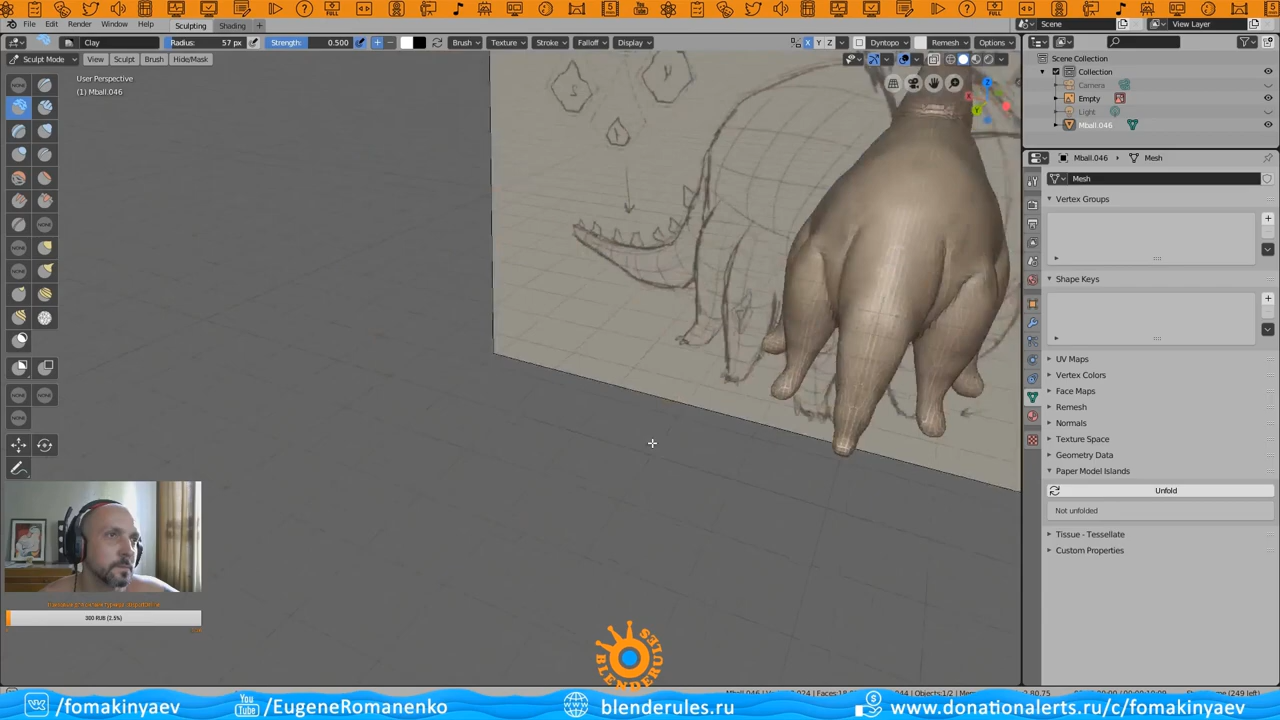 File Edit Render Window Help Sculpting Shading + Scene View Layer
Clay Radius: 57 px Strength: 0.500 Brush Texture Stroke Falloff Display X Y Z Dyntopo Remesh Options
Sculpt Mode View Sculpt Brush Hide/Mask
User Perspective
(1) Mball.046
Scene Collection
Collection
Camera
Empty
Light
Mball.046
Mball.046 Mesh
Mesh
Vertex Groups
Shape Keys
UV Maps
Vertex Colors
Face Maps
Remesh
Normals
Texture Space
Geometry Data
Paper Model Islands
Unfold
Not unfolded
Tissue - Tessellate
Custom Properties
300 RUB (2.5%)
BLENDERULES
/fomakinyaev
You Tube /EugeneRomanenko
blenderules.ru
www.donationalerts.ru/c/fomakinyaev